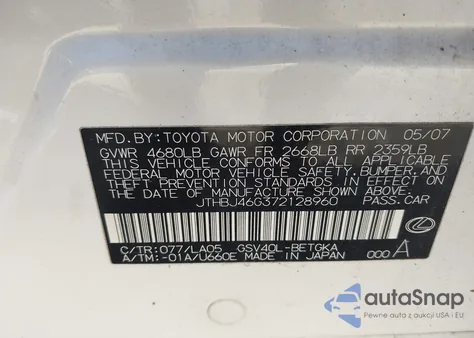 MFD. BY: TOYOTA MOTOR CORPORATION 05/07
GVWR 4680LB GAWR FR 2668LB RR 2359LB
THIS VEHICLE CONFORMS TO ALL APPLICABLE
FEDERAL MOTOR VEHICLE SAFETY, BUMPER, AND
THEFT PREVENTION STANDARDS IN EFFECT ON
THE DATE OF MANUFACTURE SHOWN ABOVE.
JTHBJ46G372128960 PASS.CAR
C/TR:077/LA05 GSV40L-BETGKA
A/TM:-01A/U660E MADE IN JAPAN 000 A
autoSnap
Pewne auta z aukcji USA i EU